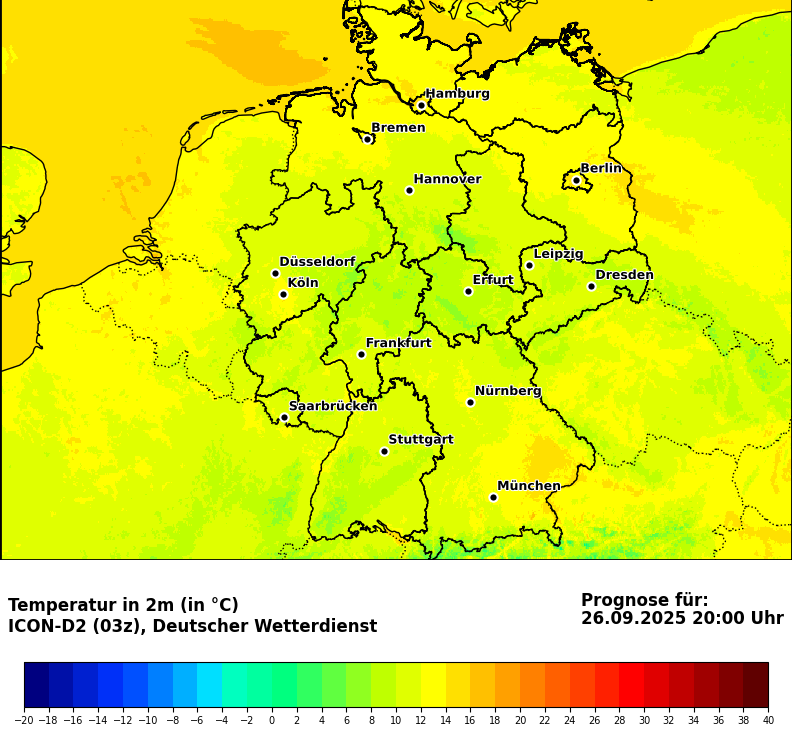 Hamburg
Bremen
Berlin
Hannover
Leipzig
Düsseldorf
Dresden
Köln
Erfurt
Frankfurt
Nürnberg
Saarbrücken
Stuttgart
München
Temperatur in 2m (in °C)
ICON-D2 (03z), Deutscher Wetterdienst
Prognose für:
26.09.2025 20:00 Uhr
−20 −18 −16 −14 −12 −10 −8 −6 −4 −2 0 2 4 6 8 10 12 14 16 18 20 22 24 26 28 30 32 34 36 38 40